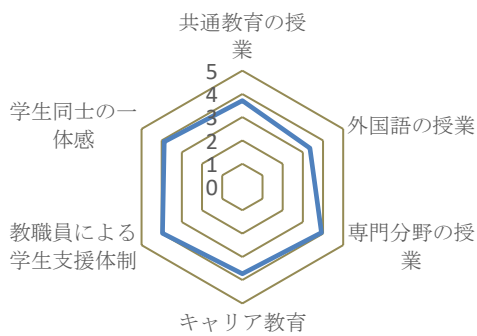 共通教育の授
業
5
4
3
2
1
0
外国語の授業
専門分野の授
業
キャリア教育
教職員による
学生支援体制
学生同士の一
体感